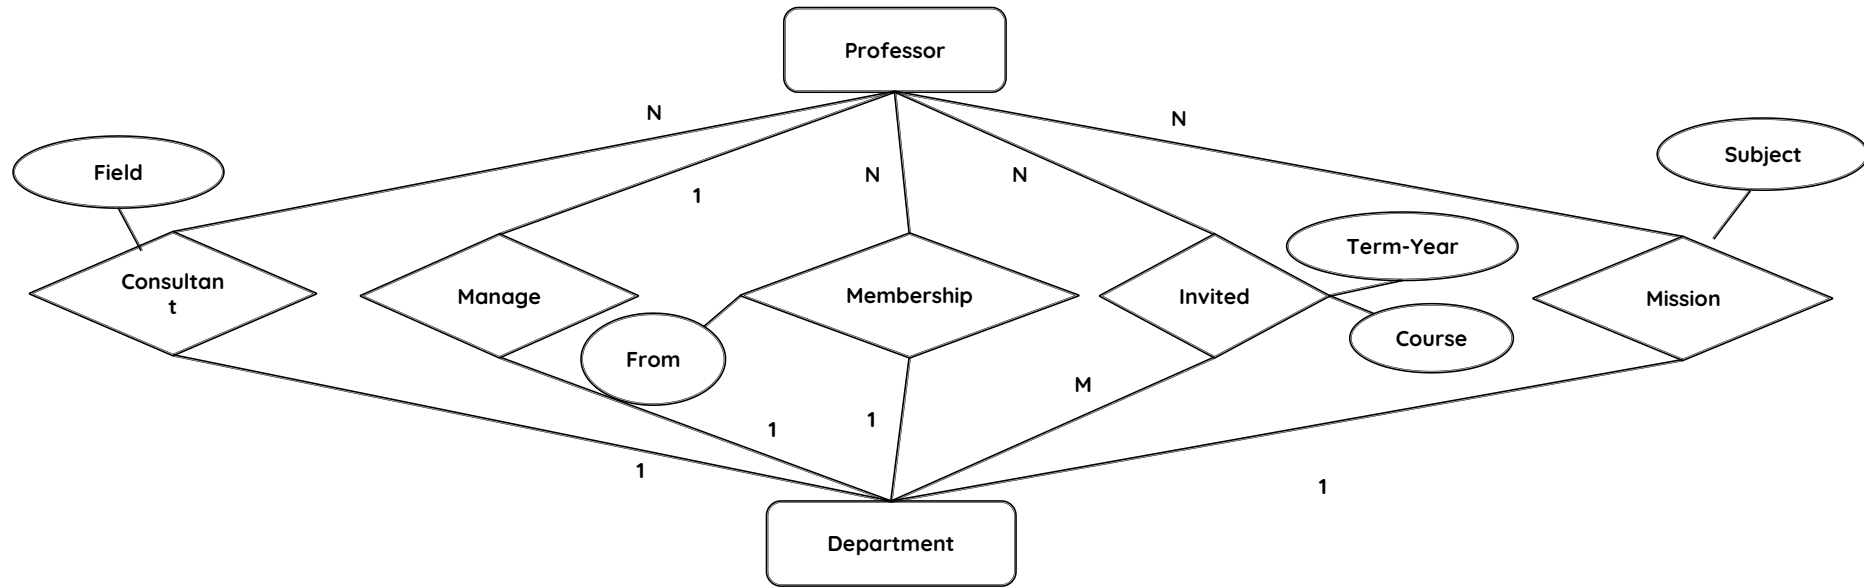 Professor
N
N
Field
Subject
1
N
N
Term-Year
Consultan
t
Manage
Membership
Invited
Mission
From
Course
M
1
1
1
1
Department